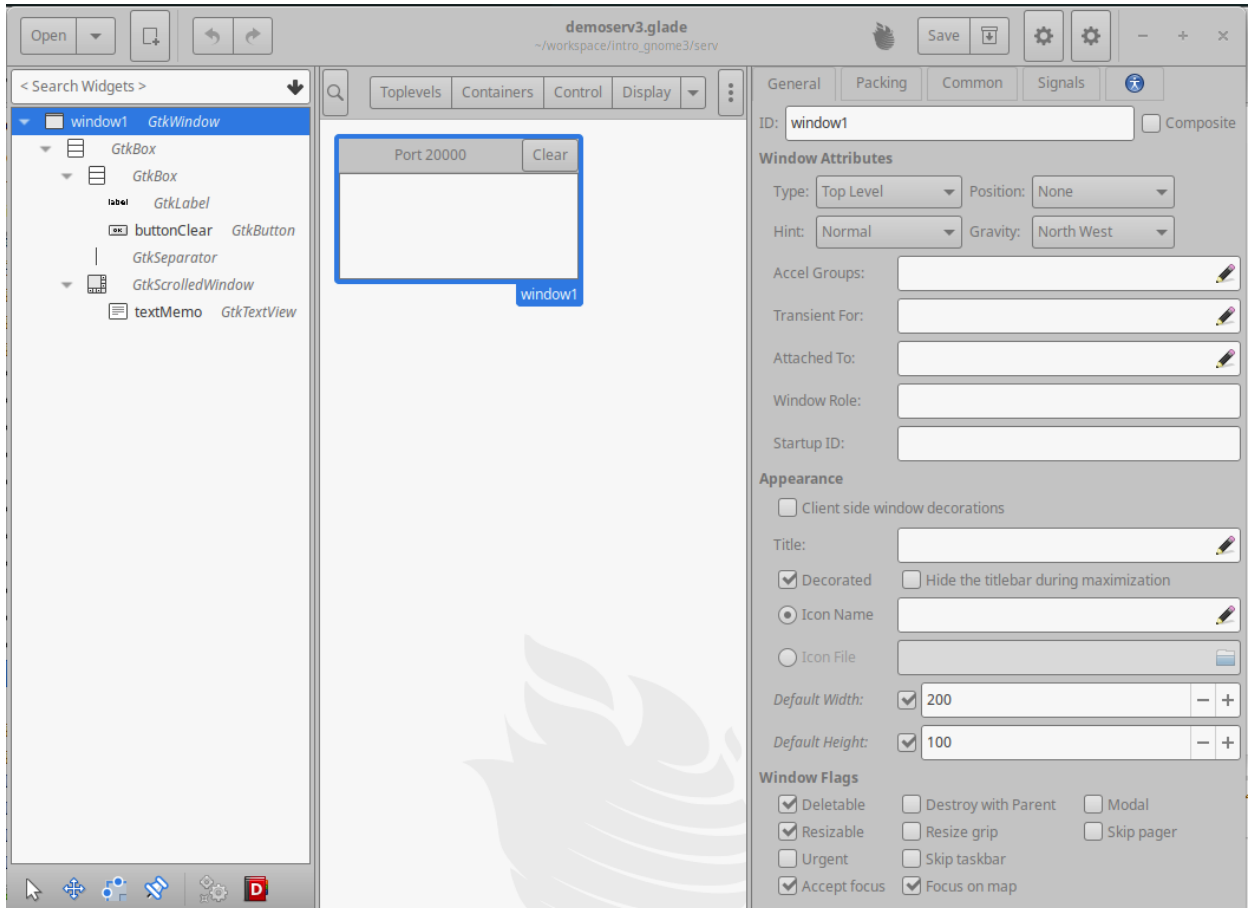 Open
demoserv3.glade
~/workspace/intro_gnome3/serv
Save
< Search Widgets >
window1 GtkWindow
GtkBox
GtkBox
label GtkLabel
OK buttonClear GtkButton
GtkSeparator
GtkScrolledWindow
textMemo GtkTextView
D
Toplevels Containers Control Display
Port 20000 Clear
window1
General Packing Common Signals
ID: window1 Composite
Window Attributes
Type: Top Level Position: None
Hint: Normal Gravity: North West
Accel Groups:
Transient For:
Attached To:
Window Role:
Startup ID:
Appearance
Client side window decorations
Title:
Decorated Hide the titlebar during maximization
Icon Name
Icon File
Default Width: 200
Default Height: 100
Window Flags
Deletable Destroy with Parent Modal
Resizable Resize grip Skip pager
Urgent Skip taskbar
Accept focus Focus on map